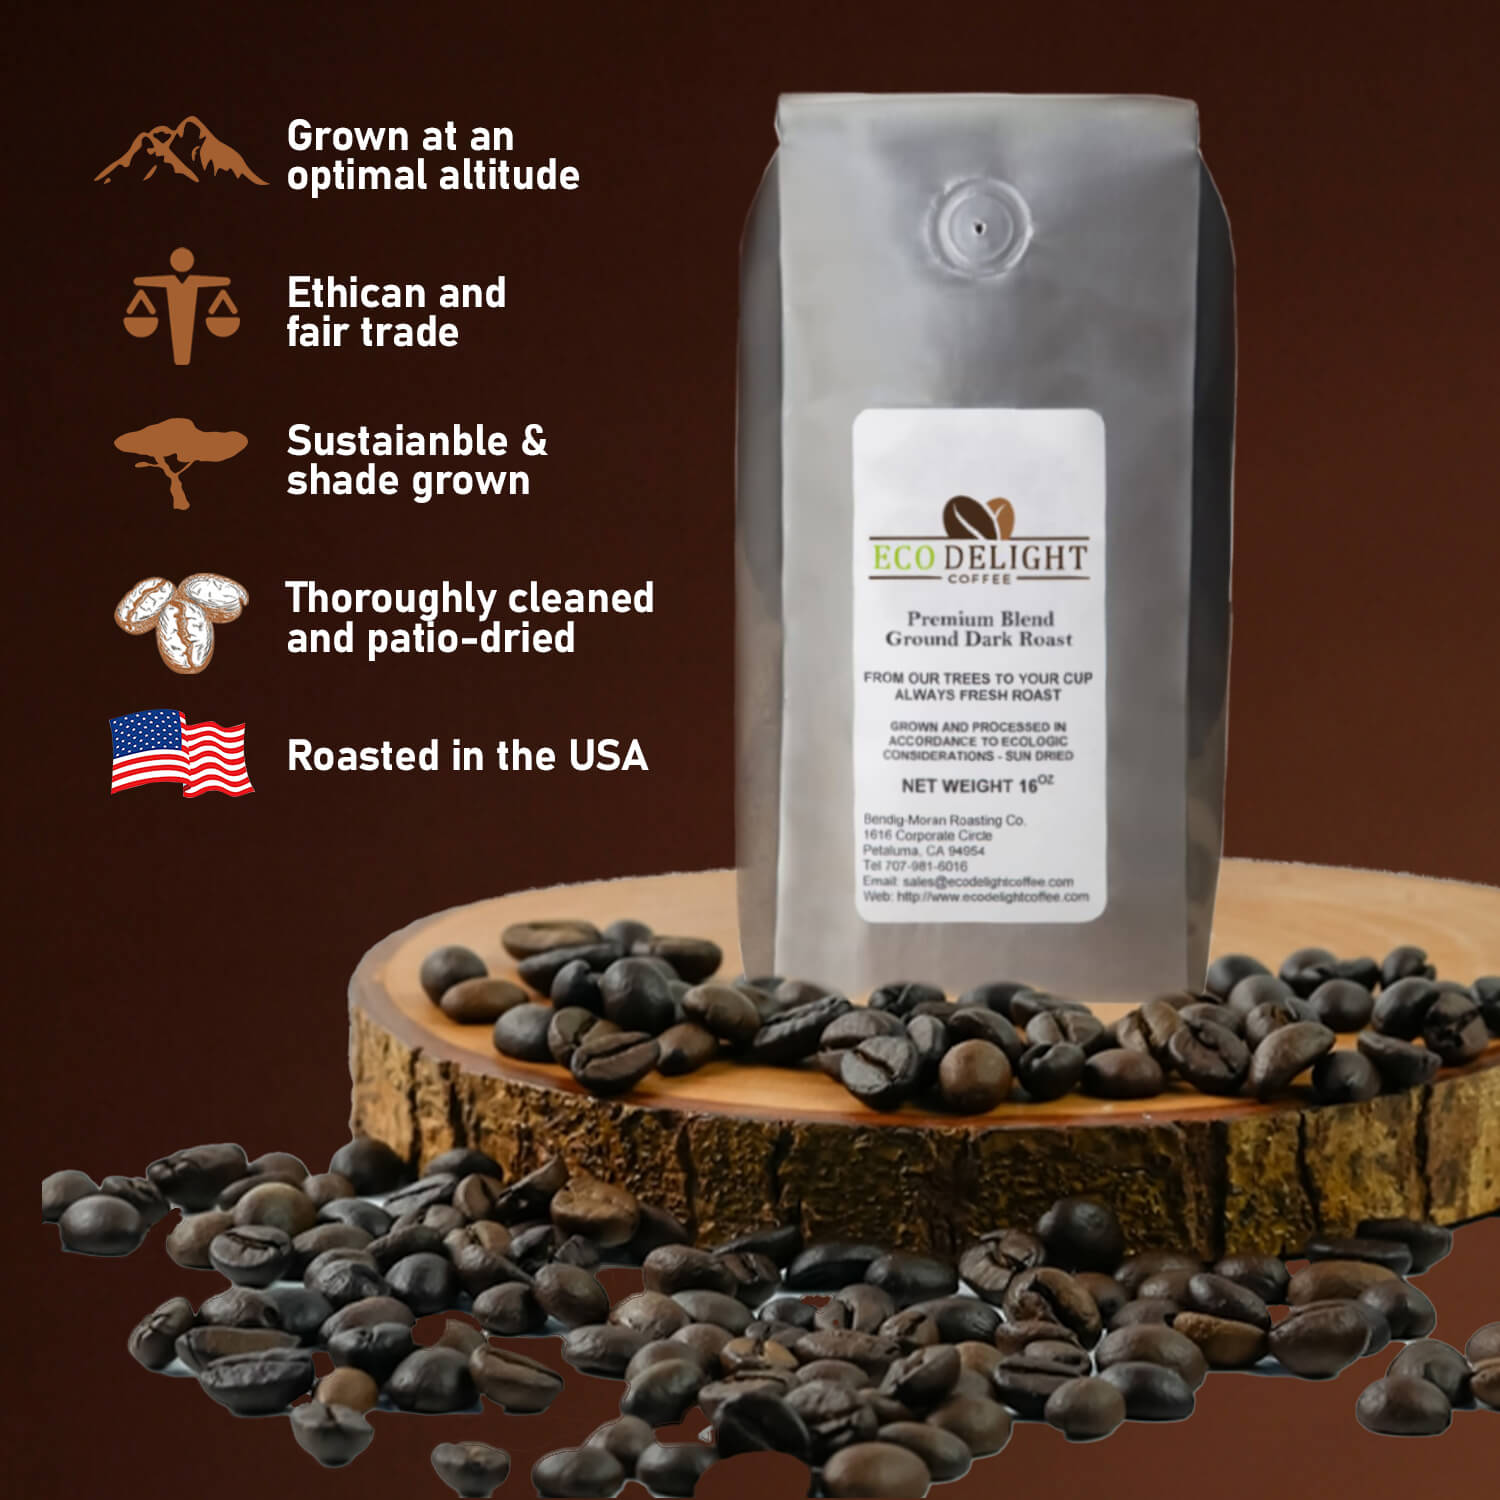 Grown at an
optimal altitude
Ethican and
fair trade
Sustaianble &
shade grown
Thoroughly cleaned
and patio-dried
Roasted in the USA
ECO DELIGHT
COFFEE
Premium Blend
Ground Dark Roast
FROM OUR TREES TO YOUR CUP
ALWAYS FRESH ROAST
GROWN AND PROCESSED IN
ACCORDANCE TO ECOLOGIC
CONSIDERATIONS - SUN DRIED
NET WEIGHT 16OZ
Bendig-Moran Roasting Co.
1616 Corporate Circle
Petaluma, CA 94954
Tel 707-981-6016
Email: sales@ecodelightcoffee.com
Web: http://www.ecodelightcoffee.com